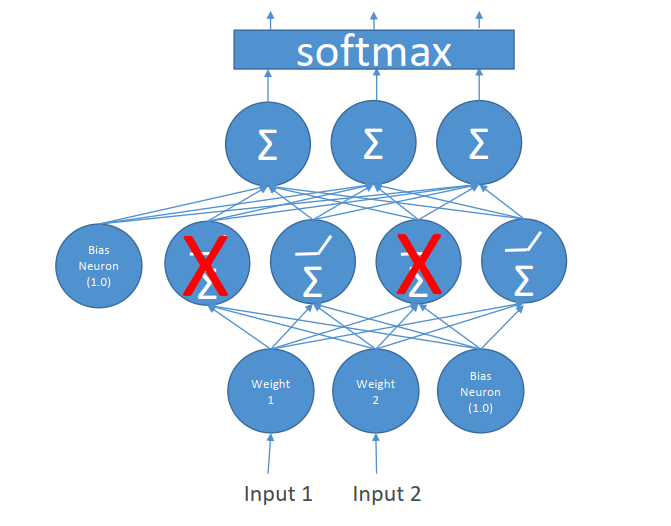 softmax
Σ Σ Σ
Bias
Neuron
(1.0)
Σ Σ Σ Σ
Weight
1
Weight
2
Bias
Neuron
(1.0)
Input 1 Input 2